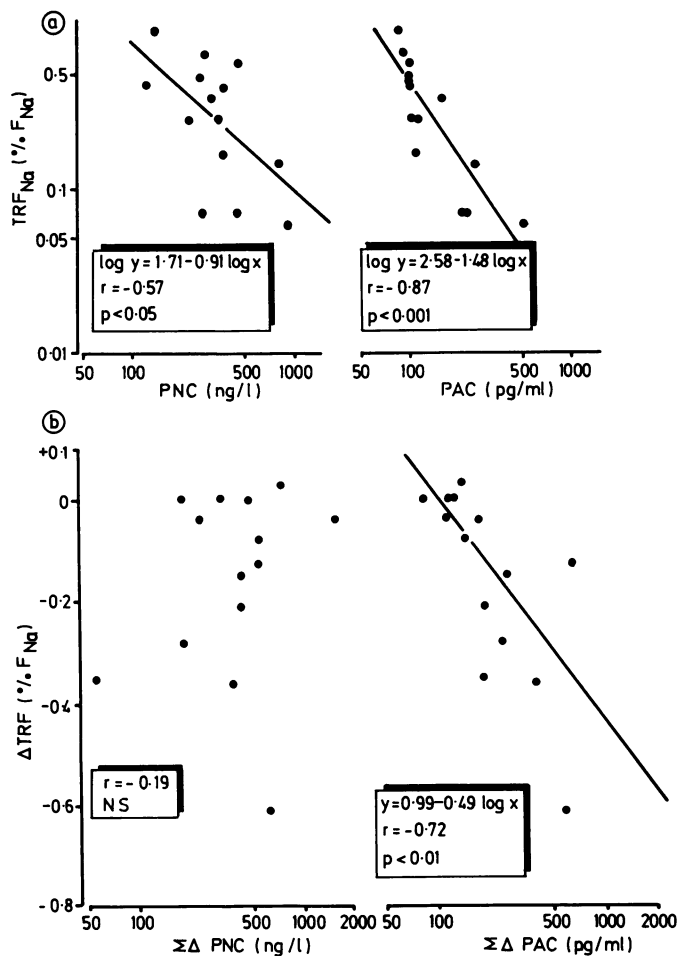 a
TRF Na (°/. F Na)
0·5
0·1
0·05
0·01
log y = 1·71-0·91 log x
r = -0·57
p < 0·05
50 100 500 1000
PNC (ng/l)
log y = 2·58-1·48 log x
r = -0·87
p < 0·001
50 100 500 1000
PAC (pg/ml)
b
ΔTRF (°/. F Na)
+0·1
0
-0·2
-0·4
-0·6
-0·8
r = -0·19
NS
50 100 500 1000 2000
ΣΔ PNC (ng/l)
y = 0·99-0·49 log x
r = -0·72
p < 0·01
50 100 500 1000 2000
ΣΔ PAC (pg/ml)